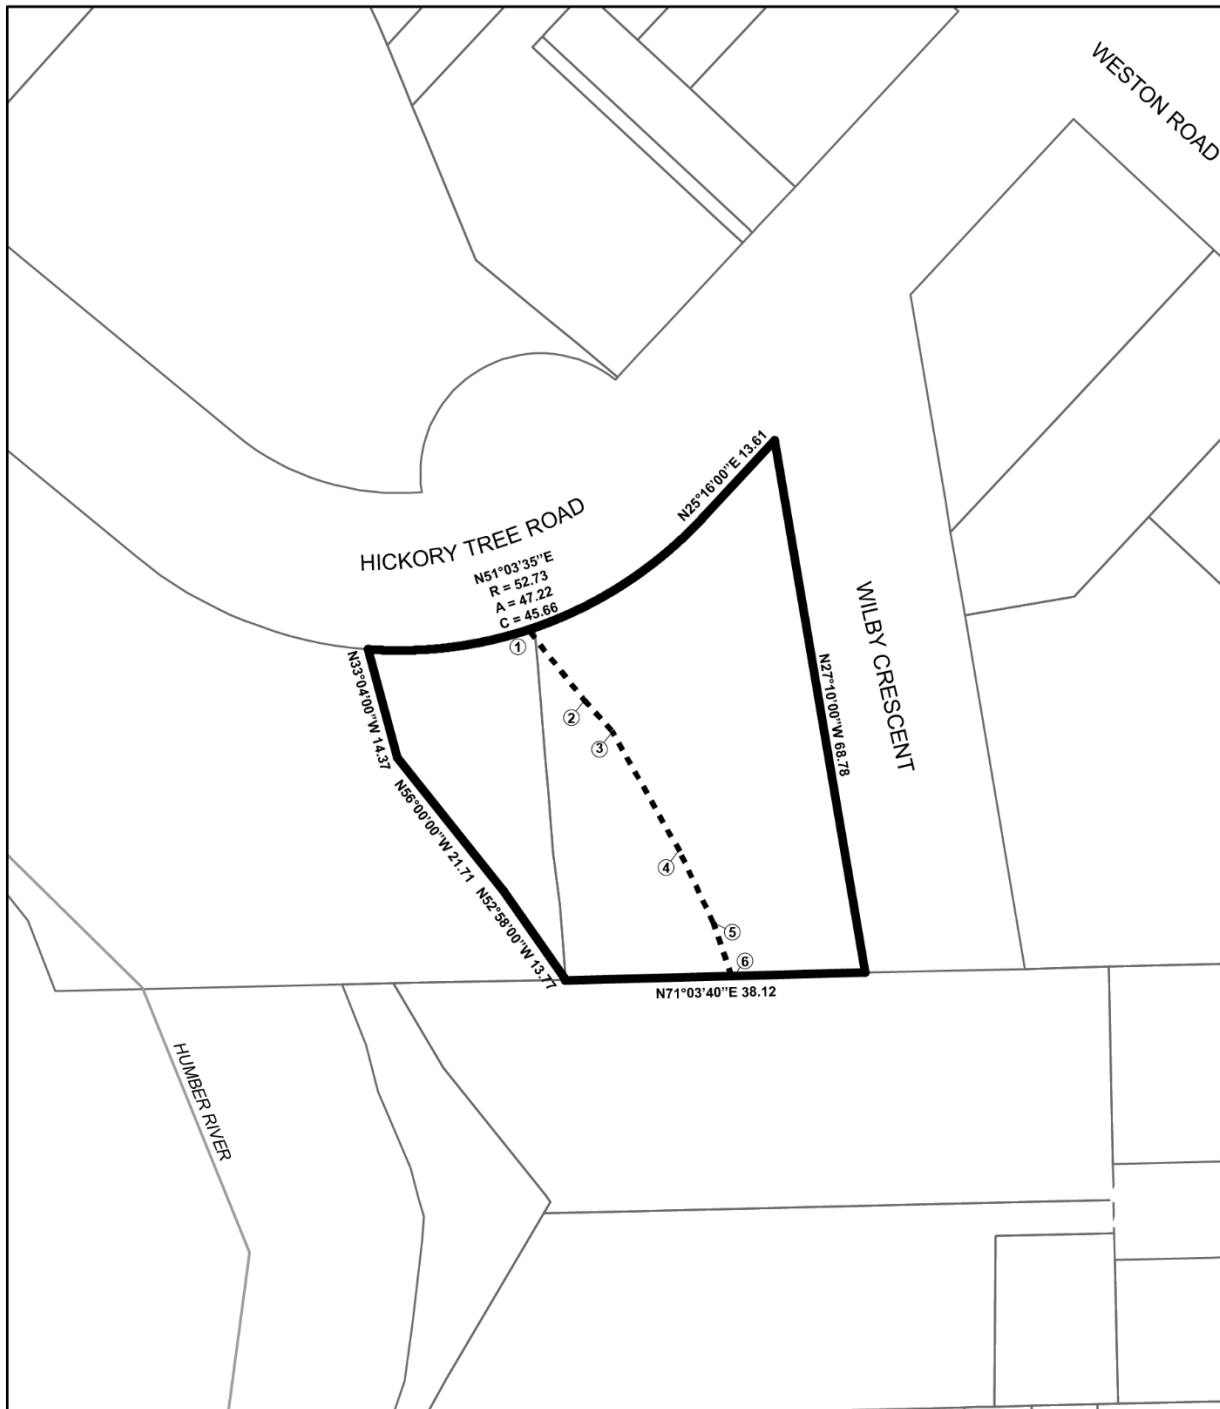 WESTON ROAD
N25°16'00"E 13.61
HICKORY TREE ROAD
N51°03'35"E
R = 52.73
A = 47.22
C = 45.66
WILBY CRESCENT
N27°10'00"W 68.78
N33°04'00"W 14.37
N56°00'00"W 21.71
N52°58'00"W 13.77
1
2
3
4
5
6
N71°03'40"E 38.12
HUMBER RIVER